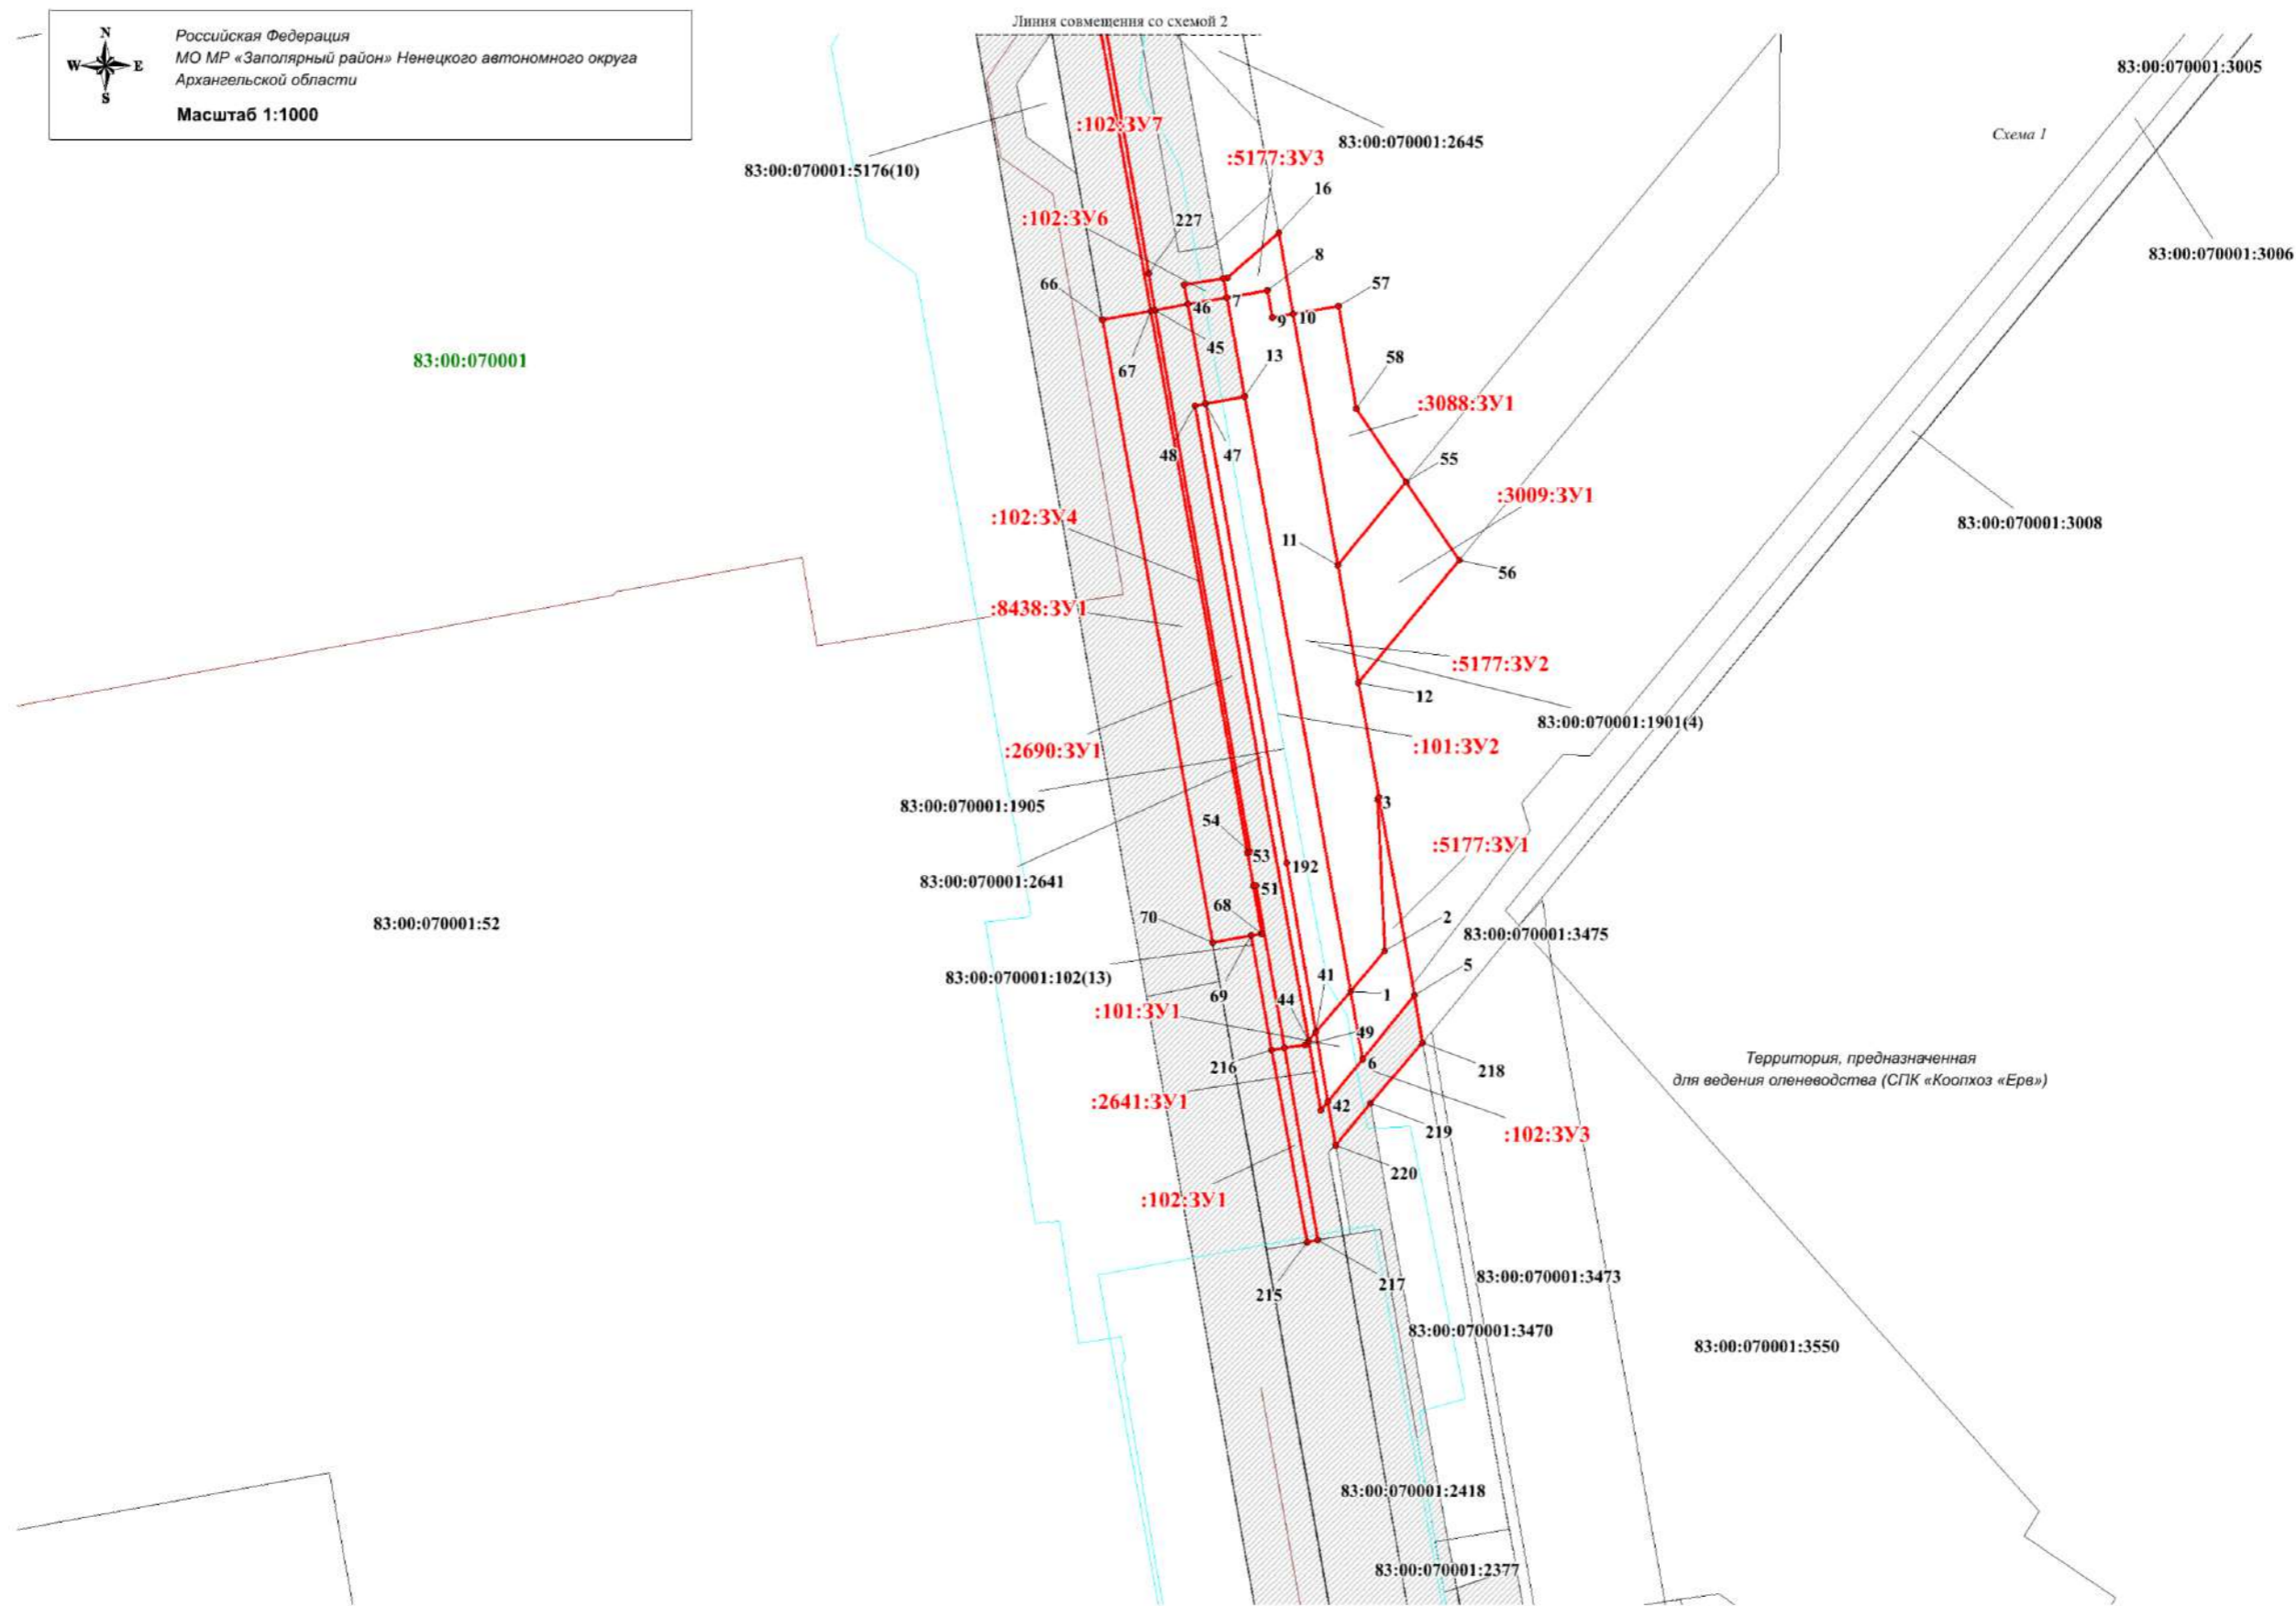 Линия совмещения со схемой 2
N
W E
S
Российская Федерация
МО МР «Заполярный район» Ненецкого автономного округа
Архангельской области
Масштаб 1:1000
83:00:070001:3005
Схема 1
:102:ЗУ7
83:00:070001:2645
:5177:ЗУ3
83:00:070001:5176(10)
16
:102:ЗУ6
227
8
83:00:070001:3006
66
57
46
7
9
10
45
13
58
83:00:070001
67
:3088:ЗУ1
48
47
55
:3009:ЗУ1
:102:ЗУ4
83:00:070001:3008
11
56
:8438:ЗУ1
:5177:ЗУ2
12
83:00:070001:1901(4)
:2690:ЗУ1
:101:ЗУ2
83:00:070001:1905
3
54
:5177:ЗУ1
53
192
83:00:070001:2641
51
68
70
2
83:00:070001:52
83:00:070001:3475
5
83:00:070001:102(13)
41
69
44
1
:101:ЗУ1
49
216
6
218
Территория, предназначенная
для ведения оленеводства (СПК «Коопхоз «Ерв»)
:2641:ЗУ1
42
219
:102:ЗУ3
220
:102:ЗУ1
215
217
83:00:070001:3473
83:00:070001:3470
83:00:070001:3550
83:00:070001:2418
83:00:070001:2377